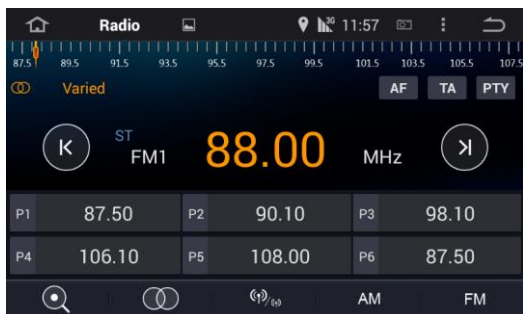 Radio 3G 11:57
87.5 89.5 91.5 93.5 95.5 97.5 99.5 101.5 103.5 105.5 107.5
Varied AF TA PTY
ST
FM1 88.00 MHz
P1 87.50 P2 90.10 P3 98.10
P4 106.10 P5 108.00 P6 87.50
AM FM